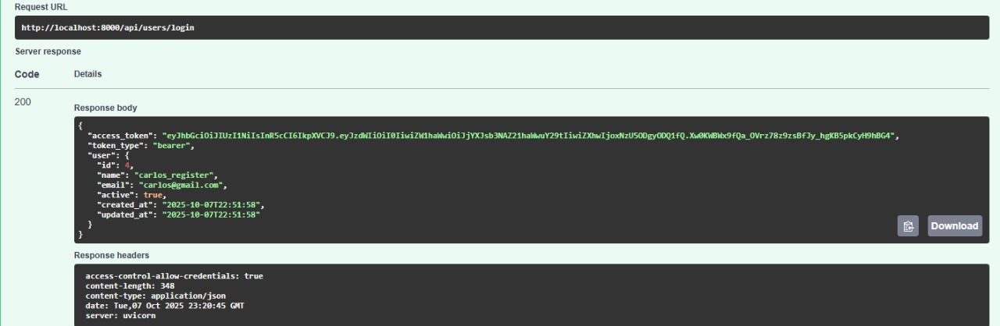 Request URL
http://localhost:8000/api/users/login
Server response
Code Details
200
Response body
{
"access_token": "eyJhbGciOiJIUzI1NiIsInR5cCI6IkpXVCJ9.eyJzdWIiOiI0IiwiZW1haWwiOiJjYXJsb3NAZ21haWwuY29tIiwiZXhwIjoxNzU5ODgyODQ1fQ.Xw0KWBWx9fQa_OVrz78z9zsBfJy_hgKB5pkCyH9hBG4",
"token_type": "bearer",
"user": {
"id": 4,
"name": "carlos_register",
"email": "carlos@gmail.com",
"active": true,
"created_at": "2025-10-07T22:51:58",
"updated_at": "2025-10-07T22:51:58"
}
}
Download
Response headers
access-control-allow-credentials: true
content-length: 348
content-type: application/json
date: Tue,07 Oct 2025 23:20:45 GMT
server: uvicorn